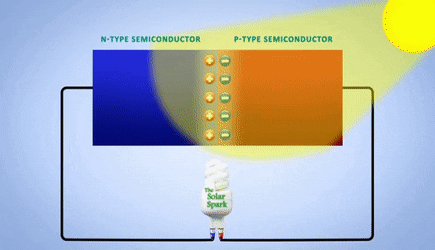 N-TYPE SEMICONDUCTOR
P-TYPE SEMICONDUCTOR
The
Solar
Spark